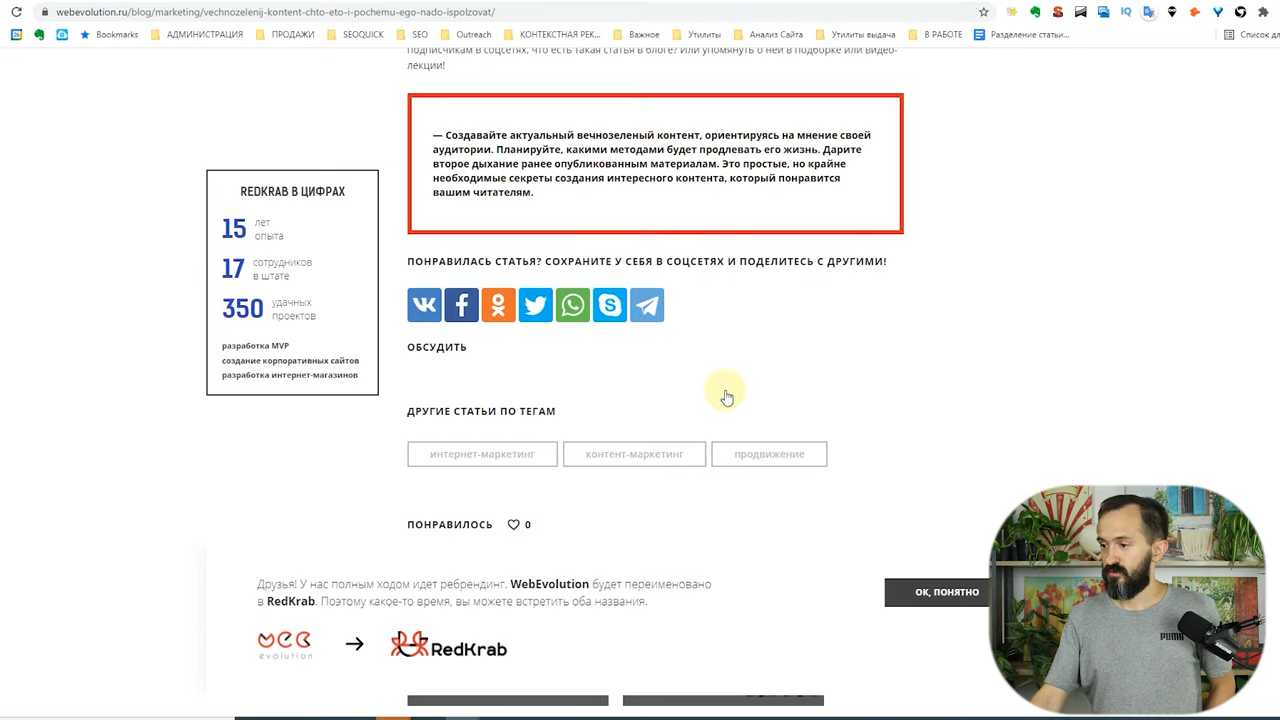 webevolution.ru/blog/marketing/vechnozelenij-kontent-chto-eto-i-pochemu-ego-nado-ispolzovat/
Bookmarks АДМИНИСТРАЦИЯ ПРОДАЖИ SEOQUICK SEO Outreach КОНТЕКСТНАЯ РЕК... Важное Утилиты Анализ Сайта Утилиты выдача В РАБОТЕ Разделение статьи... Список дл
подписчикам в соцсетях, что есть такая статья в блоге? Или упомянуть о ней в подборке или видео-
лекции!
— Создавайте актуальный вечнозеленый контент, ориентируясь на мнение своей
аудитории. Планируйте, какими методами будет продлевать его жизнь. Дарите
второе дыхание ранее опубликованным материалам. Это простые, но крайне
необходимые секреты создания интересного контента, который понравится
вашим читателям.
REDKRAB В ЦИФРАХ
15 лет
опыта
17 сотрудников
в штате
350 удачных
проектов
разработка MVP
создание корпоративных сайтов
разработка интернет-магазинов
ПОНРАВИЛАСЬ СТАТЬЯ? СОХРАНИТЕ У СЕБЯ В СОЦСЕТЯХ И ПОДЕЛИТЕСЬ С ДРУГИМИ!
ОБСУДИТЬ
ДРУГИЕ СТАТЬИ ПО ТЕГАМ
интернет-маркетинг контент-маркетинг продвижение
ПОНРАВИЛОСЬ 0
Друзья! У нас полным ходом идет ребрендинг. WebEvolution будет переименовано
в RedKrab. Поэтому какое-то время, вы можете встретить оба названия.
ОК, ПОНЯТНО
web
evolution
RedKrab
PUMA